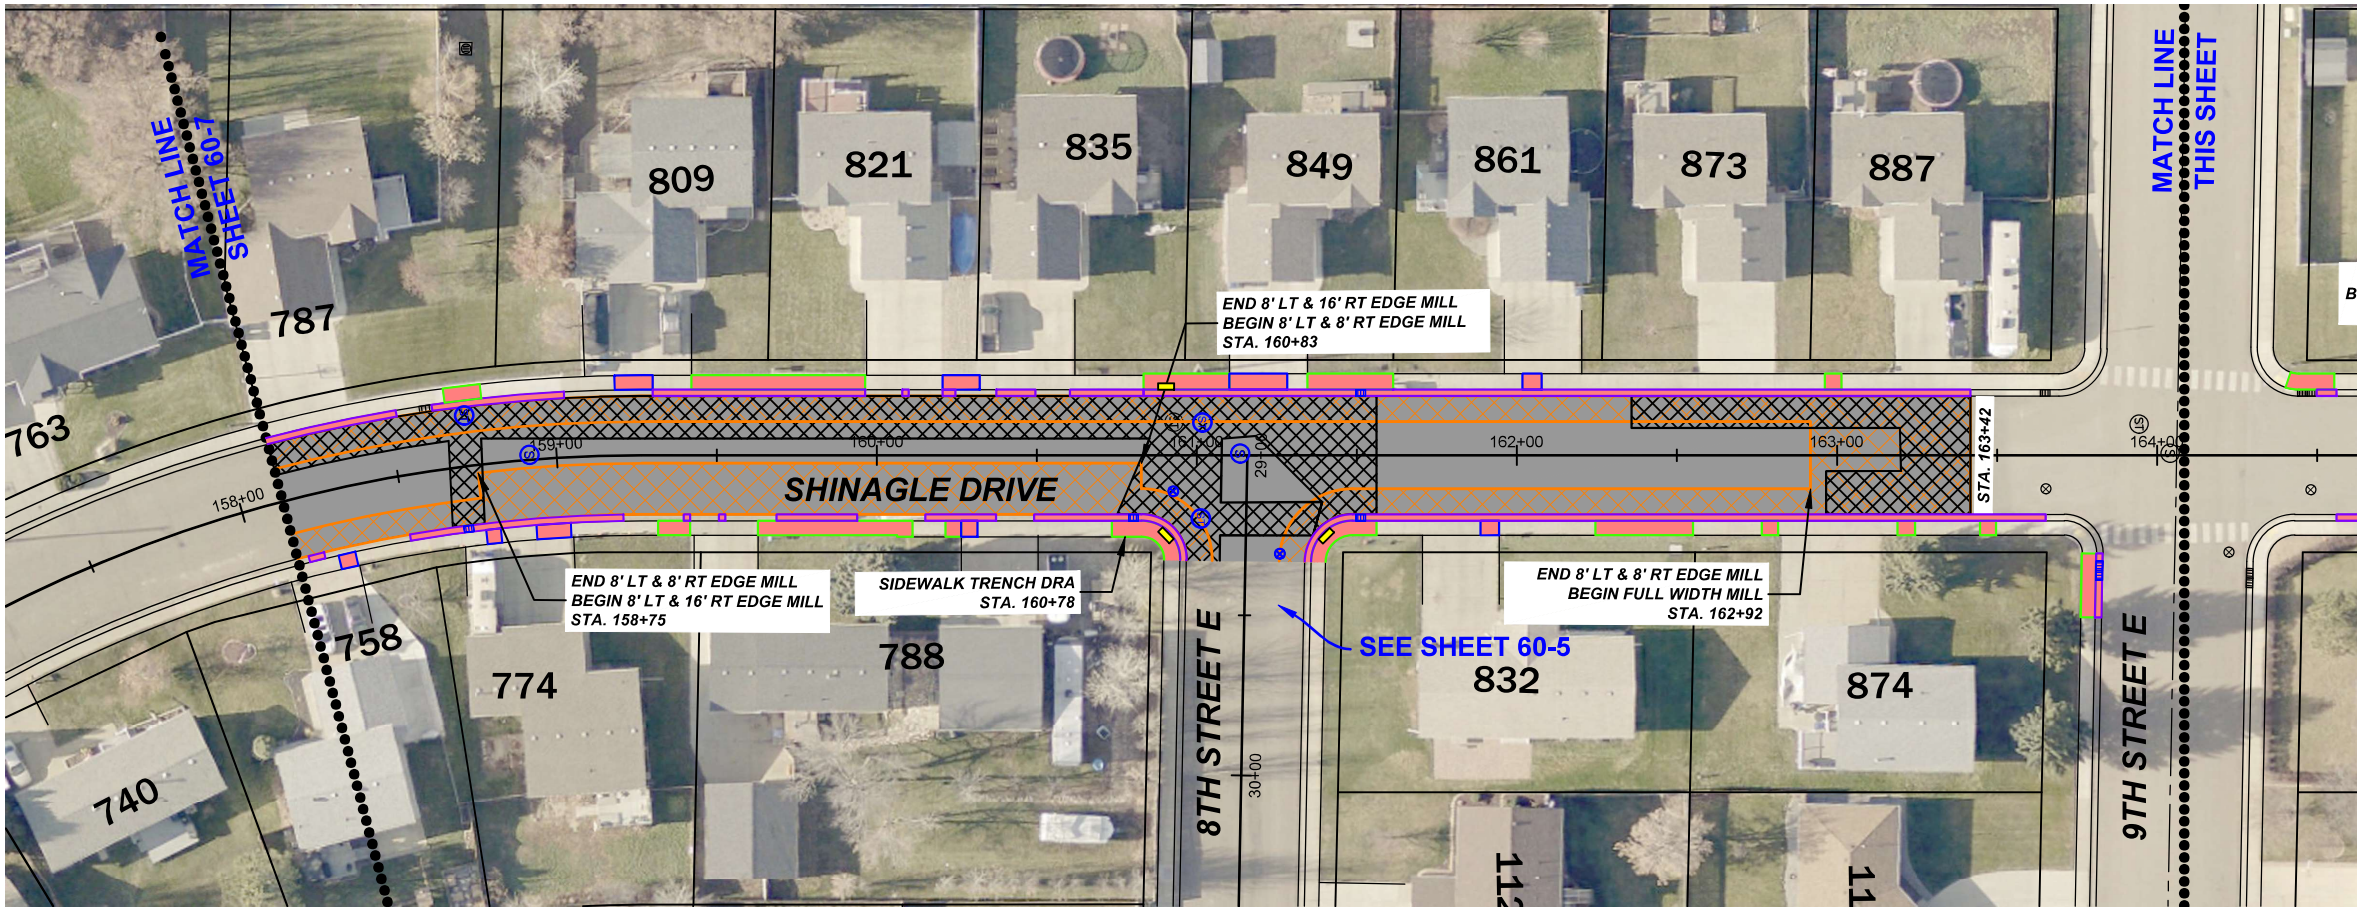 MATCH LINE
SHEET 60-7
MATCH LINE
THIS SHEET
787
809
821
835
849
861
873
887
763
END 8' LT & 16' RT EDGE MILL
BEGIN 8' LT & 8' RT EDGE MILL
STA. 160+83
158+00
159+00
160+00
161+00
162+00
163+00
164+00
29+00
30+00
STA. 163+42
SHINAGLE DRIVE
END 8' LT & 8' RT EDGE MILL
BEGIN 8' LT & 16' RT EDGE MILL
STA. 158+75
SIDEWALK TRENCH DRA
STA. 160+78
END 8' LT & 8' RT EDGE MILL
BEGIN FULL WIDTH MILL
STA. 162+92
SEE SHEET 60-5
8TH STREET E
9TH STREET E
758
774
788
832
874
740
112
11
B